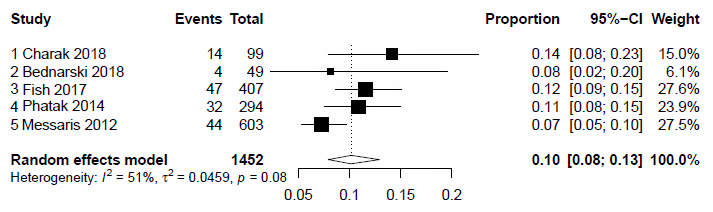 Study Events Total Proportion 95%−CI Weight
1 Charak 2018 14 99 0.14 [0.08; 0.23] 15.0%
2 Bednarski 2018 4 49 0.08 [0.02; 0.20] 6.1%
3 Fish 2017 47 407 0.12 [0.09; 0.15] 27.6%
4 Phatak 2014 32 294 0.11 [0.08; 0.15] 23.9%
5 Messaris 2012 44 603 0.07 [0.05; 0.10] 27.5%
Random effects model 1452 0.10 [0.08; 0.13] 100.0%
Heterogeneity: I² = 51%, τ² = 0.0459, p = 0.08
0.05 0.1 0.15 0.2